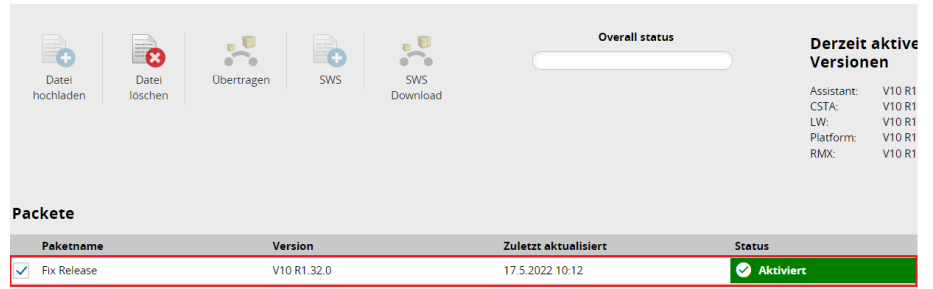 Overall status
Derzeit aktive
Versionen
Datei
hochladen
Datei
löschen
Übertragen
SWS
SWS
Download
Assistant: V10 R1
CSTA: V10 R1
LW: V10 R1
Platform: V10 R1
RMX: V10 R1
Packete
Paketname Version Zuletzt aktualisiert Status
Fix Release V10 R1.32.0 17.5.2022 10:12 Aktiviert